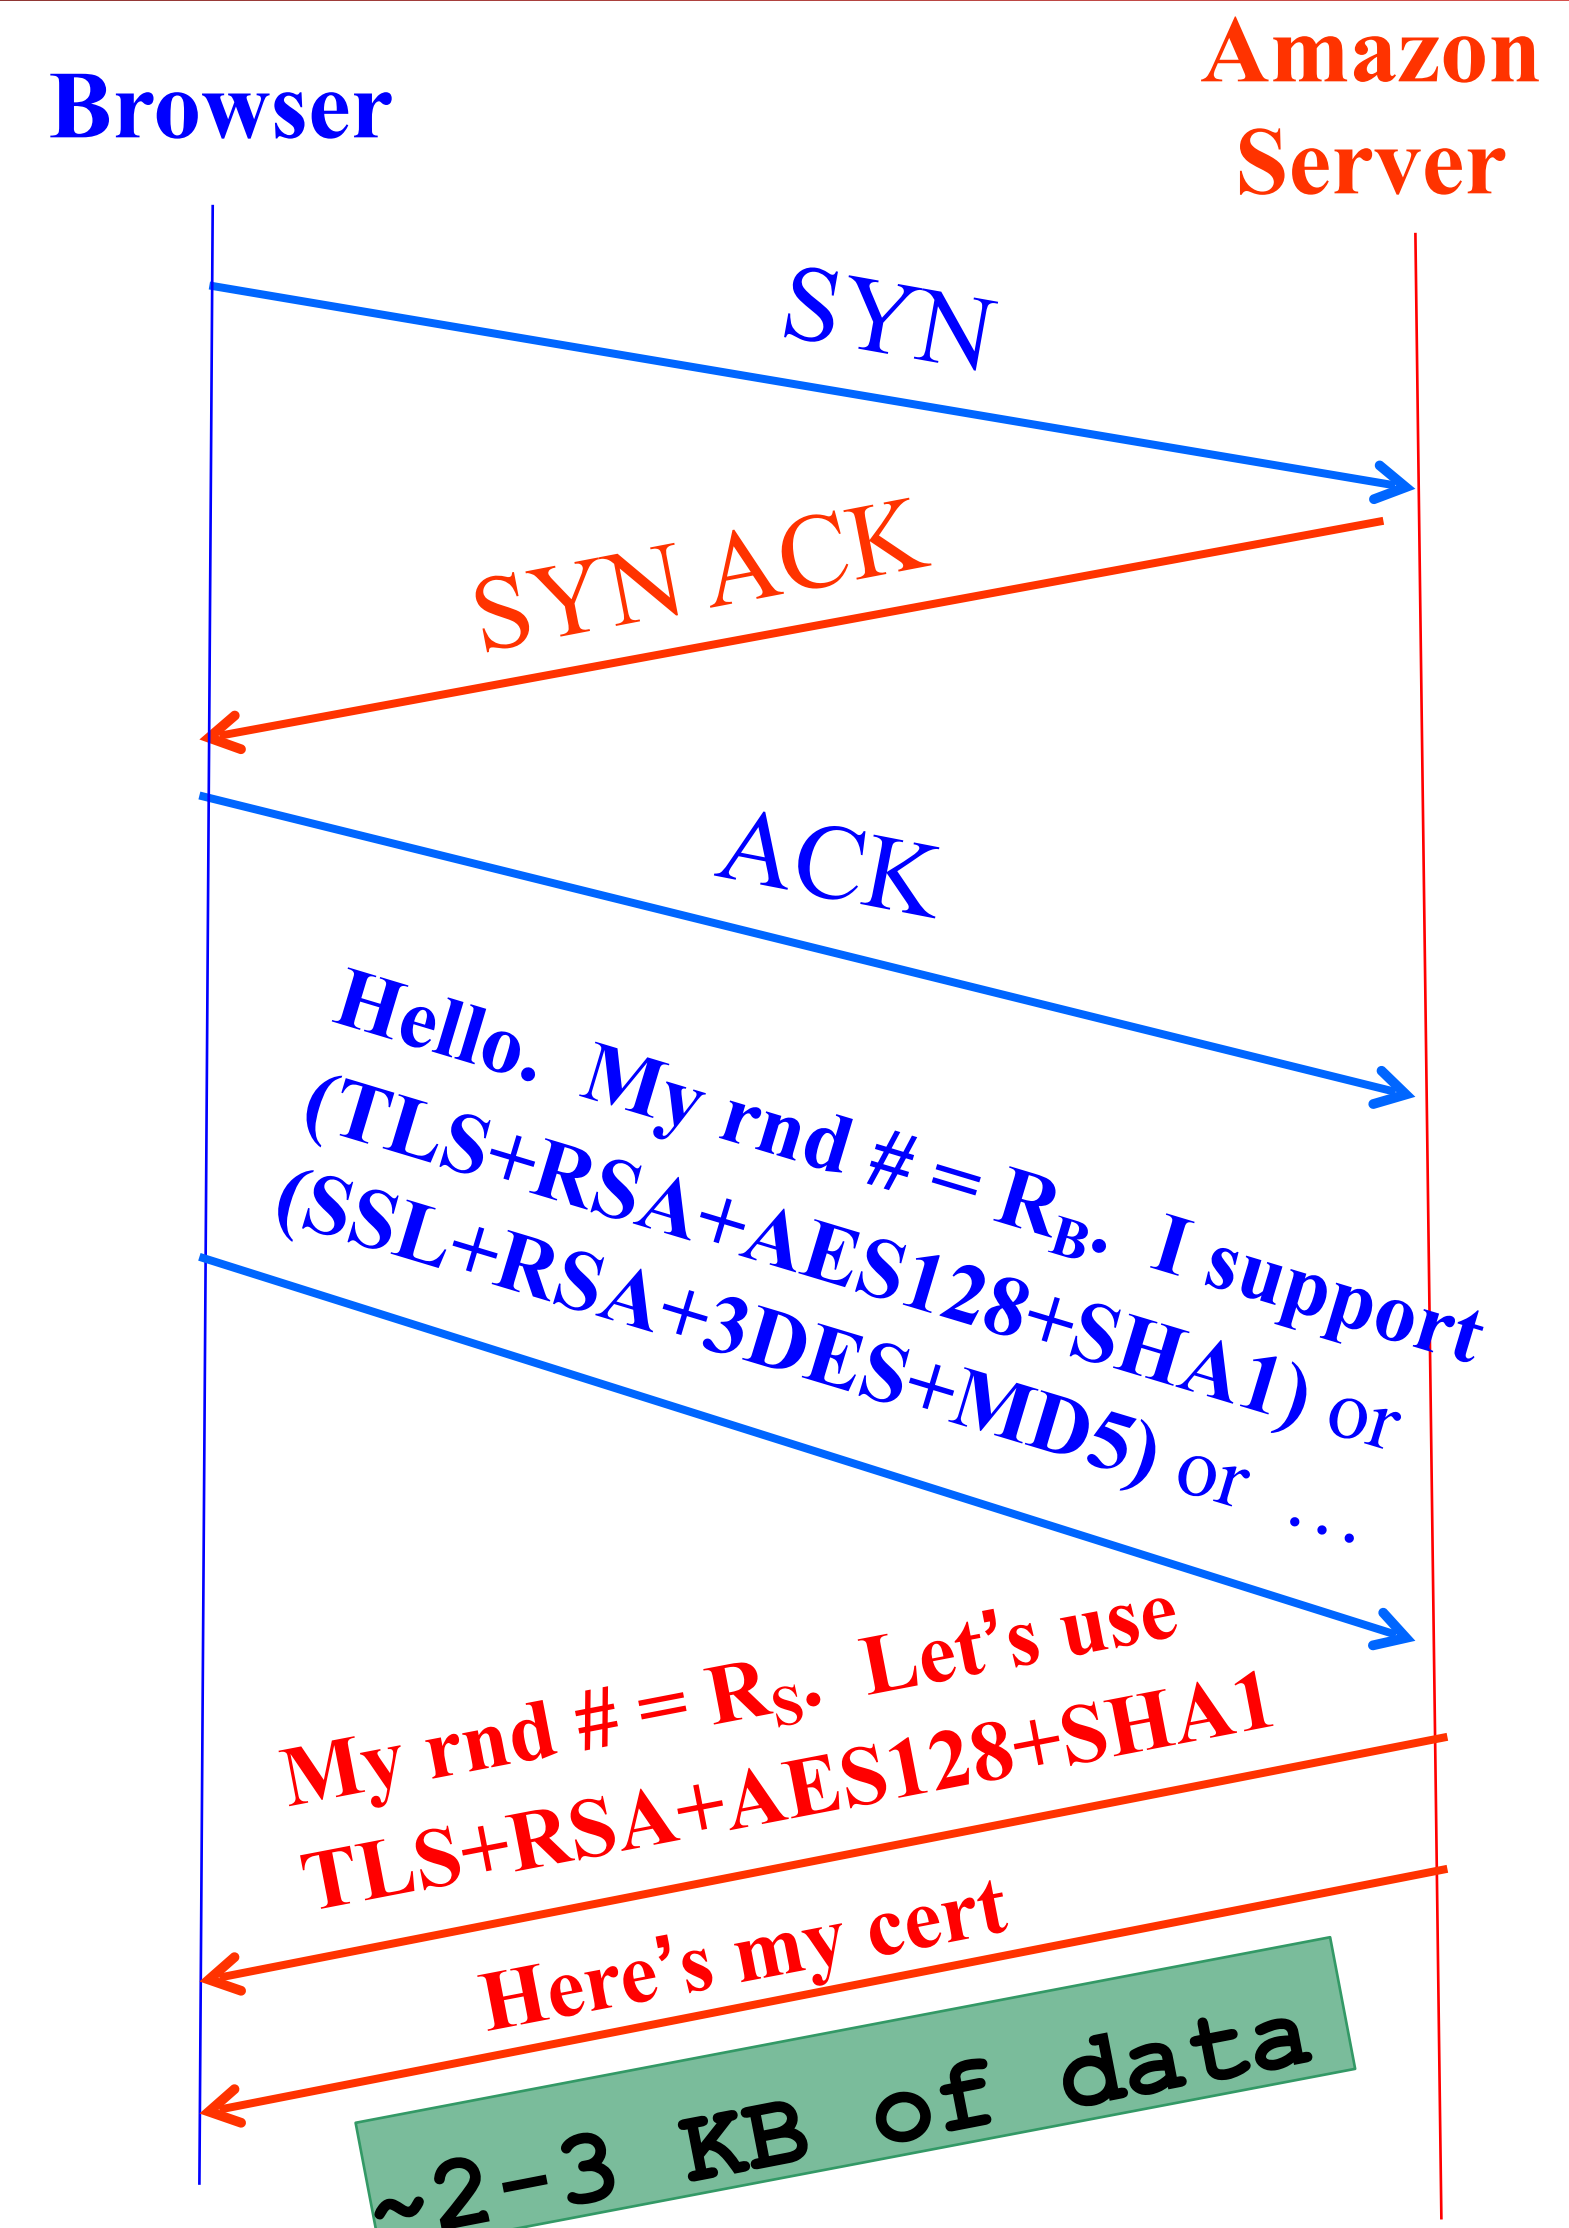 Browser
Amazon
Server
SYN
SYN ACK
ACK
Hello. My rnd # = RB. I support
(TLS+RSA+AES128+SHA1) or
(SSL+RSA+3DES+MD5) or …
My rnd # = RS. Let’s use
TLS+RSA+AES128+SHA1
Here’s my cert
~2-3 KB of data